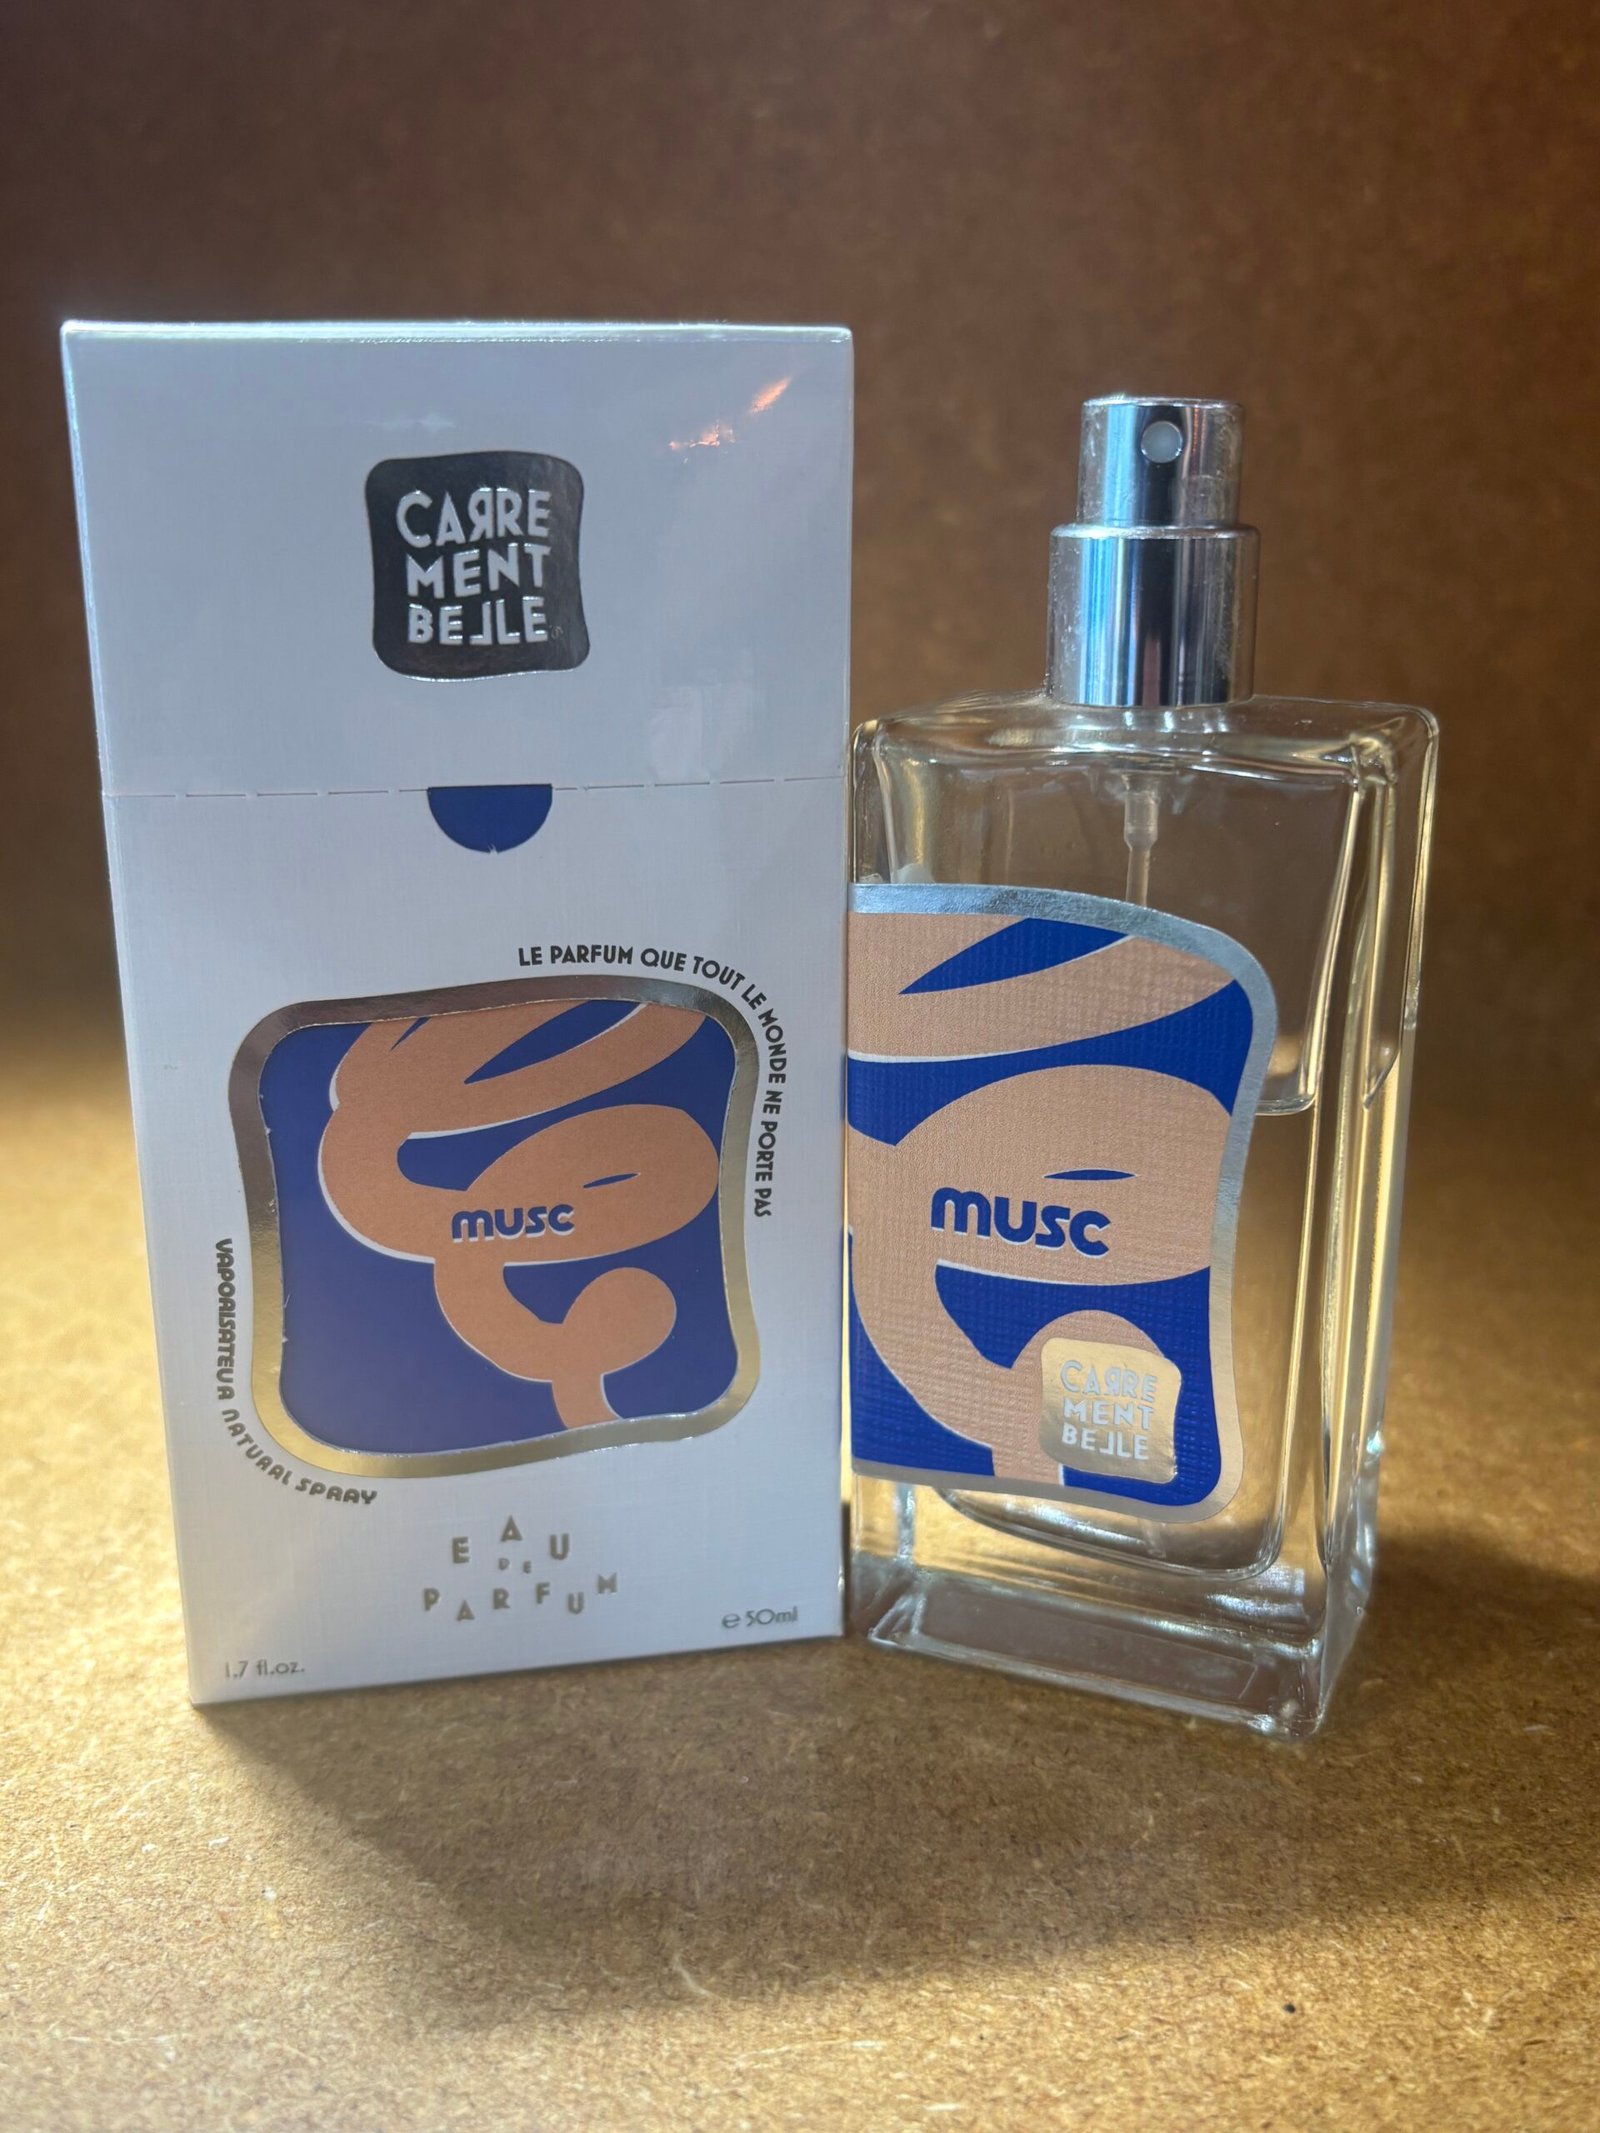 CARRE
MENT
BELLE
LE PARFUM QUE TOUT LE MONDE NE PORTE PAS
musc
VAPORISATEUR NATURAL SPRAY
EAU
DE
PARFUM
1.7 fl.oz.
e 50ml
musc
CARRE
MENT
BELLE